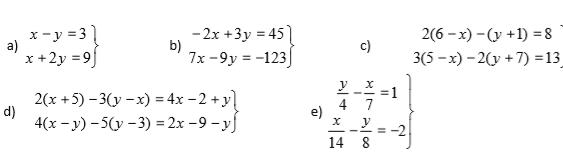 a) x - y = 3
x + 2y = 9
b) - 2x + 3y = 45
7x - 9y = -123
c) 2(6 - x) - (y + 1) = 8
3(5 - x) - 2(y + 7) = 13
d) 2(x + 5) - 3(y - x) = 4x - 2 + y
4(x - y) - 5(y - 3) = 2x - 9 - y
e) y/4 - x/7 = 1
x/14 - y/8 = -2